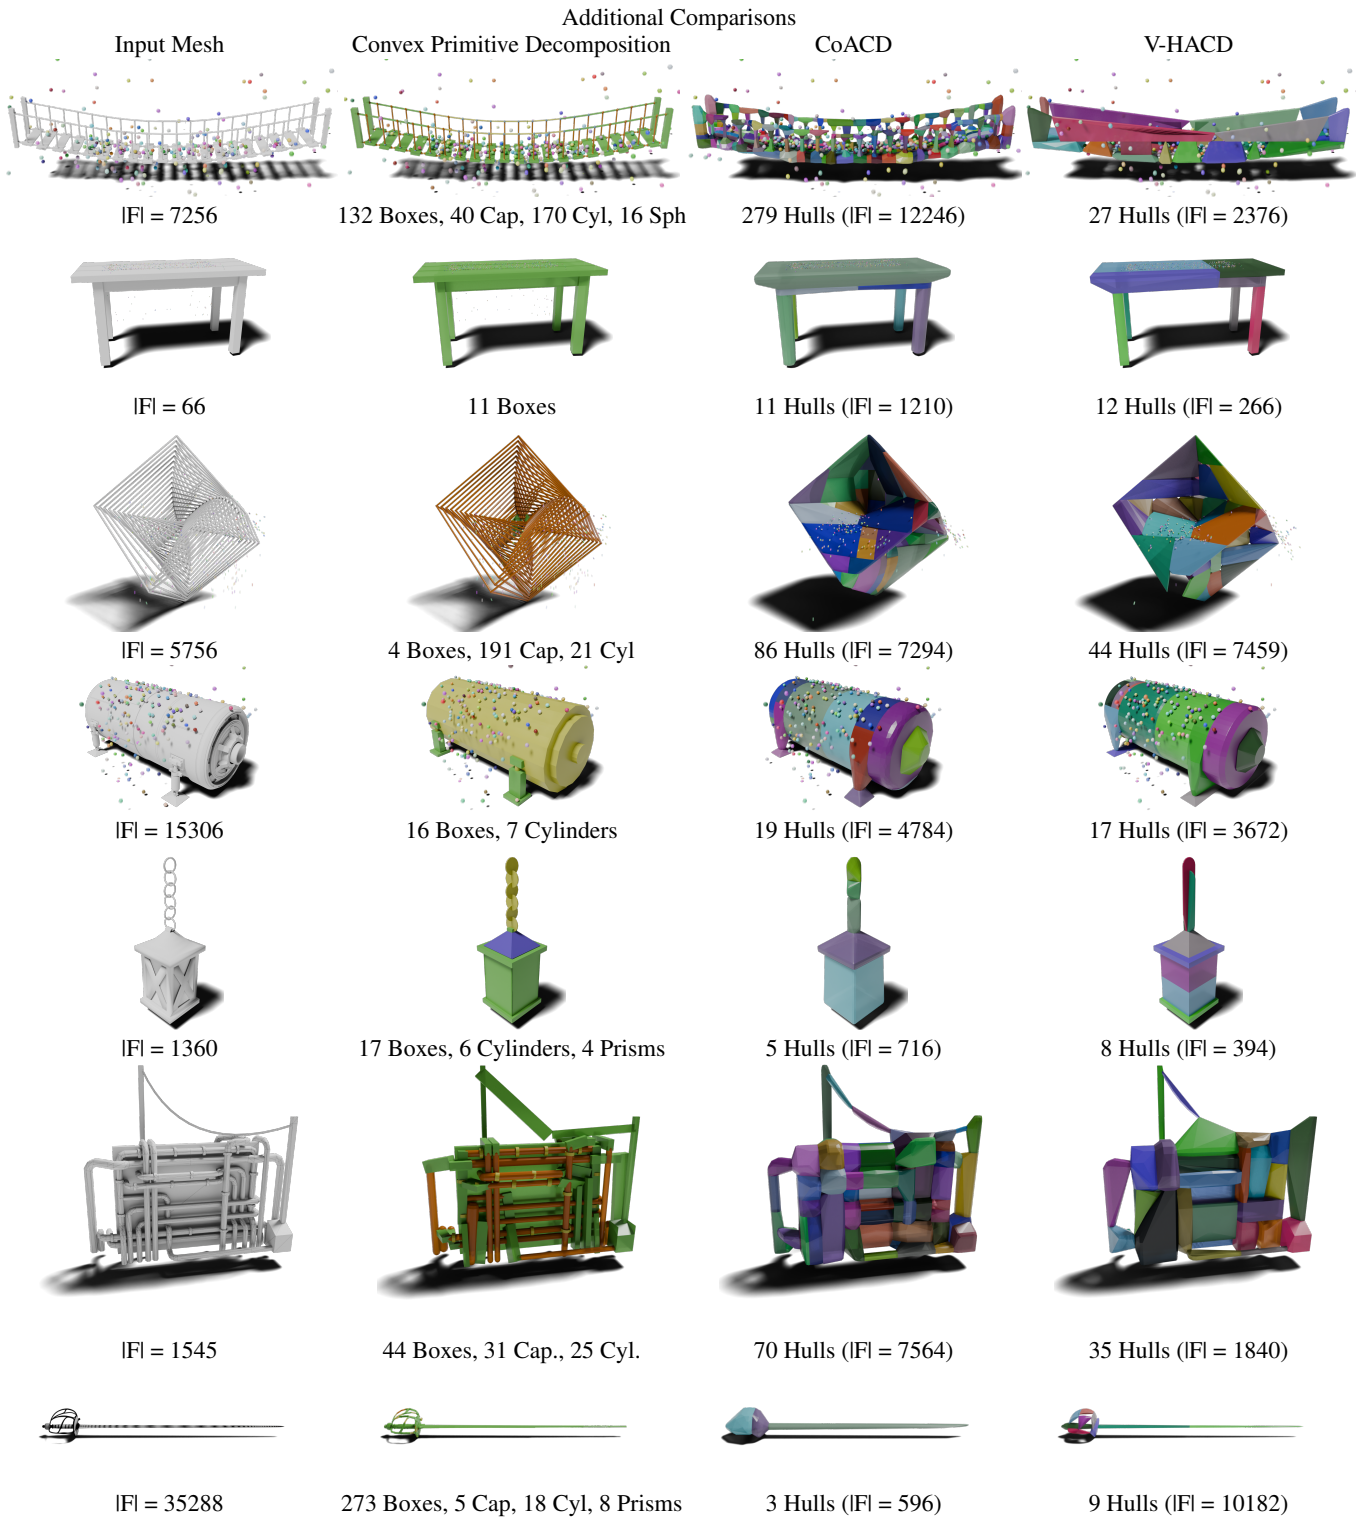 Additional Comparisons
Input Mesh Convex Primitive Decomposition CoACD V-HACD
|F| = 7256 132 Boxes, 40 Cap, 170 Cyl, 16 Sph 279 Hulls (|F| = 12246) 27 Hulls (|F| = 2376)
|F| = 66 11 Boxes 11 Hulls (|F| = 1210) 12 Hulls (|F| = 266)
|F| = 5756 4 Boxes, 191 Cap, 21 Cyl 86 Hulls (|F| = 7294) 44 Hulls (|F| = 7459)
|F| = 15306 16 Boxes, 7 Cylinders 19 Hulls (|F| = 4784) 17 Hulls (|F| = 3672)
|F| = 1360 17 Boxes, 6 Cylinders, 4 Prisms 5 Hulls (|F| = 716) 8 Hulls (|F| = 394)
|F| = 1545 44 Boxes, 31 Cap., 25 Cyl. 70 Hulls (|F| = 7564) 35 Hulls (|F| = 1840)
|F| = 35288 273 Boxes, 5 Cap, 18 Cyl, 8 Prisms 3 Hulls (|F| = 596) 9 Hulls (|F| = 10182)